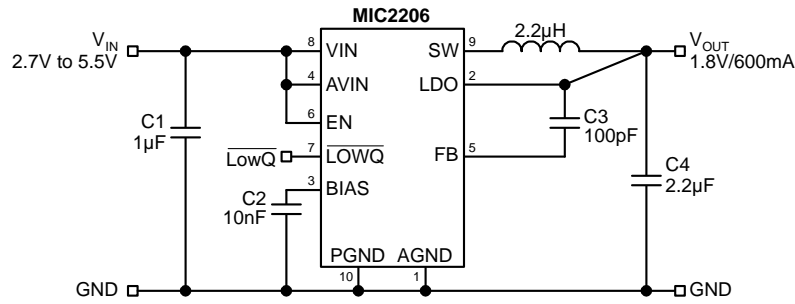 MIC2206
V_IN
2.7V to 5.5V
8
VIN
4
AVIN
6
EN
LowQ
7
LOWQ
3
BIAS
SW
9
2.2µH
LDO
2
FB
5
V_OUT
1.8V/600mA
C1
1µF
C2
10nF
C3
100pF
C4
2.2µF
PGND
10
AGND
1
GND
GND